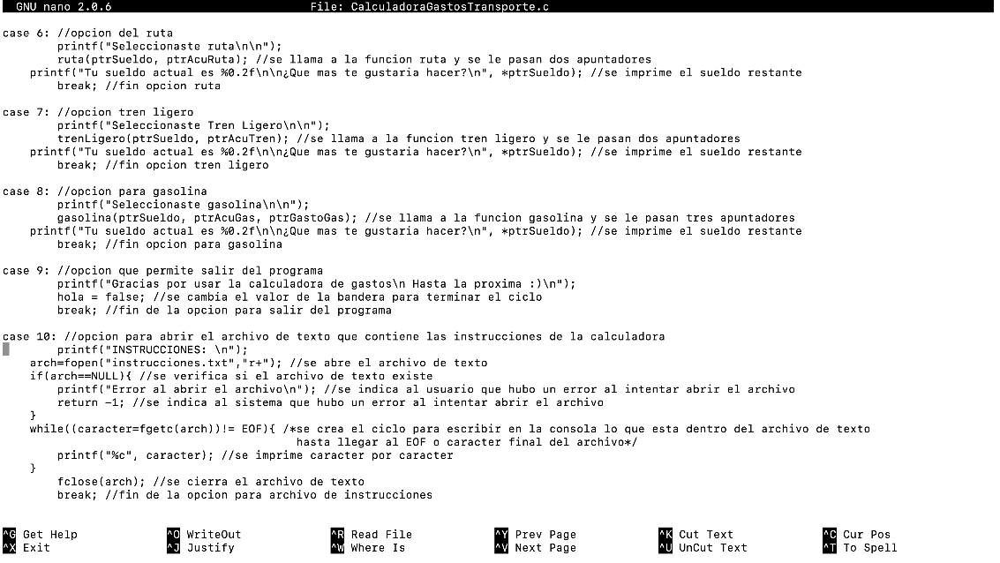 GNU nano 2.0.6 File: CalculadoraGastosTransporte.c
case 6: //opcion del ruta
printf("Seleccionaste ruta\n\n");
ruta(ptrSueldo, ptrAcuRuta); //se llama a la funcion ruta y se le pasan dos apuntadores
printf("Tu sueldo actual es %0.2f\n\n¿Que mas te gustaria hacer?\n", *ptrSueldo); //se imprime el sueldo restante
break; //fin opcion ruta
case 7: //opcion tren ligero
printf("Seleccionaste Tren Ligero\n\n");
trenLigero(ptrSueldo, ptrAcuTren); //se llama a la funcion tren ligero y se le pasan dos apuntadores
printf("Tu sueldo actual es %0.2f\n\n¿Que mas te gustaria hacer?\n", *ptrSueldo); //se imprime el sueldo restante
break; //fin opcion tren ligero
case 8: //opcion para gasolina
printf("Seleccionaste gasolina\n\n");
gasolina(ptrSueldo, ptrAcuGas, ptrGastoGas); //se llama a la funcion gasolina y se le pasan tres apuntadores
printf("Tu sueldo actual es %0.2f\n\n¿Que mas te gustaria hacer?\n", *ptrSueldo); //se imprime el sueldo restante
break; //fin opcion para gasolina
case 9: //opcion que permite salir del programa
printf("Gracias por usar la calculadora de gastos\n Hasta la proxima :)\n");
hola = false; //se cambia el valor de la bandera para terminar el ciclo
break; //fin de la opcion para salir del programa
case 10: //opcion para abrir el archivo de texto que contiene las instrucciones de la calculadora
printf("INSTRUCCIONES: \n");
arch=fopen("instrucciones.txt","r+"); //se abre el archivo de texto
if(arch==NULL){ //se verifica si el archivo de texto existe
printf("Error al abrir el archivo\n"); //se indica al usuario que hubo un error al intentar abrir el archivo
return -1; //se indica al sistema que hubo un error al intentar abrir el archivo
}
while((caracter=fgetc(arch))!= EOF){ /*se crea el ciclo para escribir en la consola lo que esta dentro del archivo de texto
hasta llegar al EOF o caracter final del archivo*/
printf("%c", caracter); //se imprime caracter por caracter
}
fclose(arch); //se cierra el archivo de texto
break; //fin de la opcion para archivo de instrucciones
^G Get Help ^O WriteOut ^R Read File ^Y Prev Page ^K Cut Text ^C Cur Pos
^X Exit ^J Justify ^W Where Is ^V Next Page ^U UnCut Text ^T To Spell